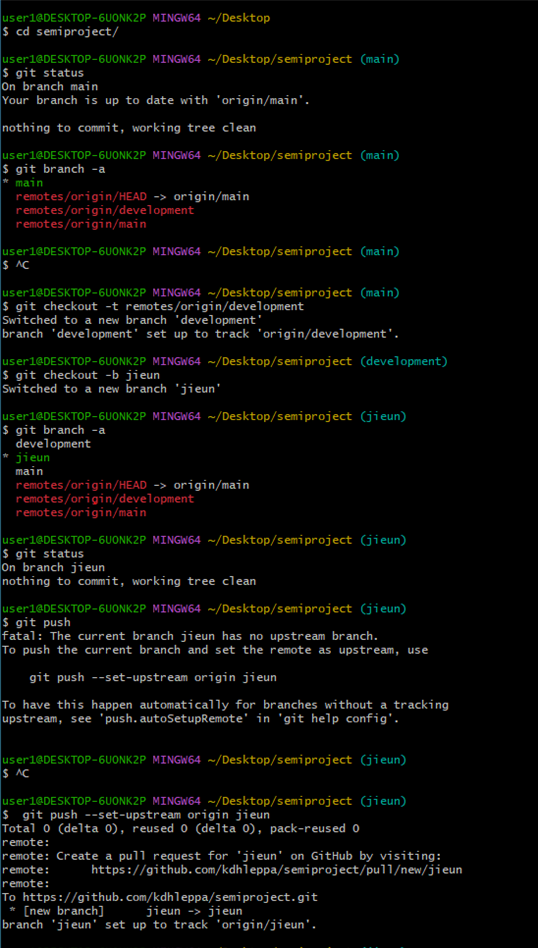 user1@DESKTOP-6UONK2P MINGW64 ~/Desktop
$ cd semiproject/
user1@DESKTOP-6UONK2P MINGW64 ~/Desktop/semiproject (main)
$ git status
On branch main
Your branch is up to date with 'origin/main'.
nothing to commit, working tree clean
user1@DESKTOP-6UONK2P MINGW64 ~/Desktop/semiproject (main)
$ git branch -a
* main
remotes/origin/HEAD -> origin/main
remotes/origin/development
remotes/origin/main
user1@DESKTOP-6UONK2P MINGW64 ~/Desktop/semiproject (main)
$ ^C
user1@DESKTOP-6UONK2P MINGW64 ~/Desktop/semiproject (main)
$ git checkout -t remotes/origin/development
Switched to a new branch 'development'
branch 'development' set up to track 'origin/development'.
user1@DESKTOP-6UONK2P MINGW64 ~/Desktop/semiproject (development)
$ git checkout -b jieun
Switched to a new branch 'jieun'
user1@DESKTOP-6UONK2P MINGW64 ~/Desktop/semiproject (jieun)
$ git branch -a
development
* jieun
main
remotes/origin/HEAD -> origin/main
remotes/origin/development
remotes/origin/main
user1@DESKTOP-6UONK2P MINGW64 ~/Desktop/semiproject (jieun)
$ git status
On branch jieun
nothing to commit, working tree clean
user1@DESKTOP-6UONK2P MINGW64 ~/Desktop/semiproject (jieun)
$ git push
fatal: The current branch jieun has no upstream branch.
To push the current branch and set the remote as upstream, use
git push --set-upstream origin jieun
To have this happen automatically for branches without a tracking
upstream, see 'push.autoSetupRemote' in 'git help config'.
user1@DESKTOP-6UONK2P MINGW64 ~/Desktop/semiproject (jieun)
$ ^C
user1@DESKTOP-6UONK2P MINGW64 ~/Desktop/semiproject (jieun)
$  git push --set-upstream origin jieun
Total 0 (delta 0), reused 0 (delta 0), pack-reused 0
remote:
remote: Create a pull request for 'jieun' on GitHub by visiting:
remote:      https://github.com/kdhleppa/semiproject/pull/new/jieun
remote:
To https://github.com/kdhleppa/semiproject.git
* [new branch]      jieun -> jieun
branch 'jieun' set up to track 'origin/jieun'.